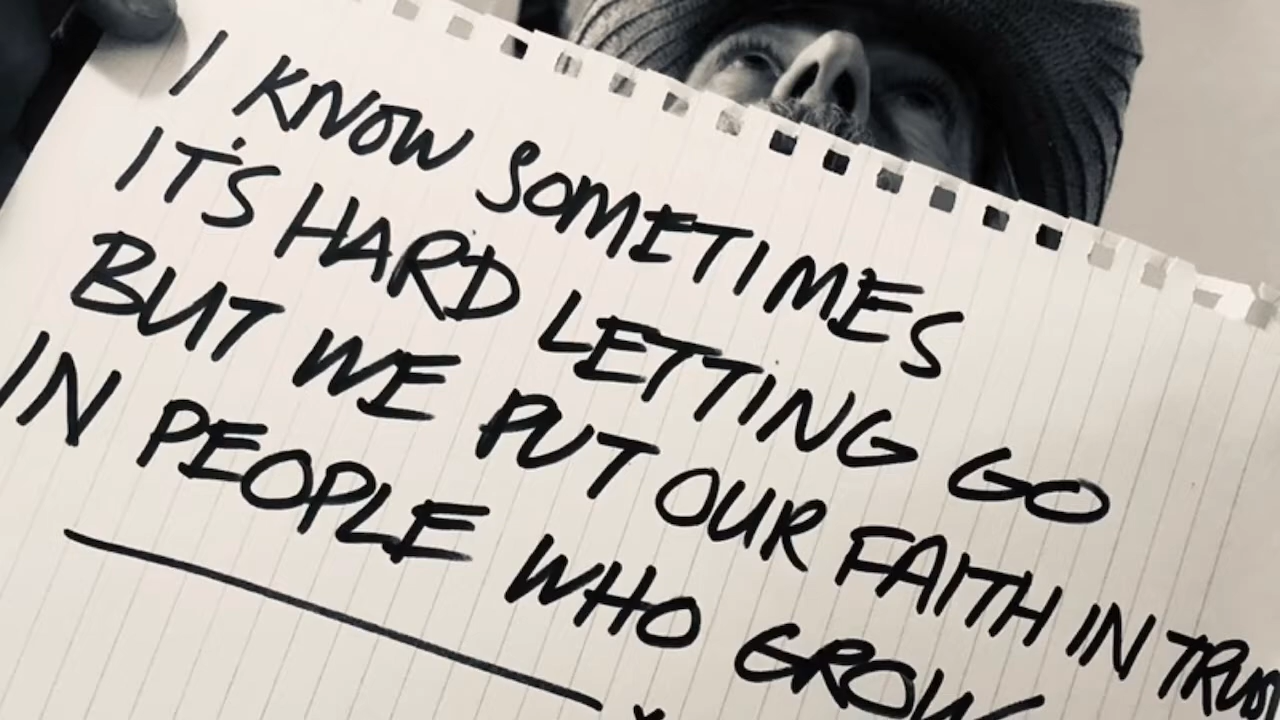 I KNOW SOMETIMES
IT'S HARD LETTING GO
BUT WE PUT OUR FAITH IN TRUST
IN PEOPLE WHO GROW